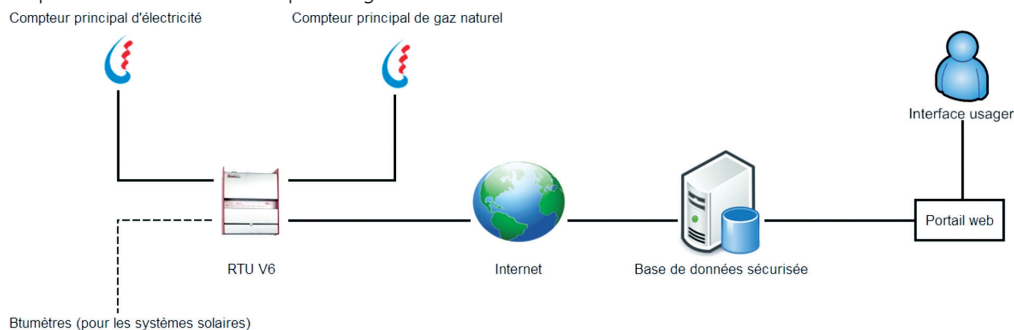 Compteur principal d'électricité
Compteur principal de gaz naturel
Interface usager
Portail web
RTU V6
Internet
Base de données sécurisée
Btumètres (pour les systèmes solaires)